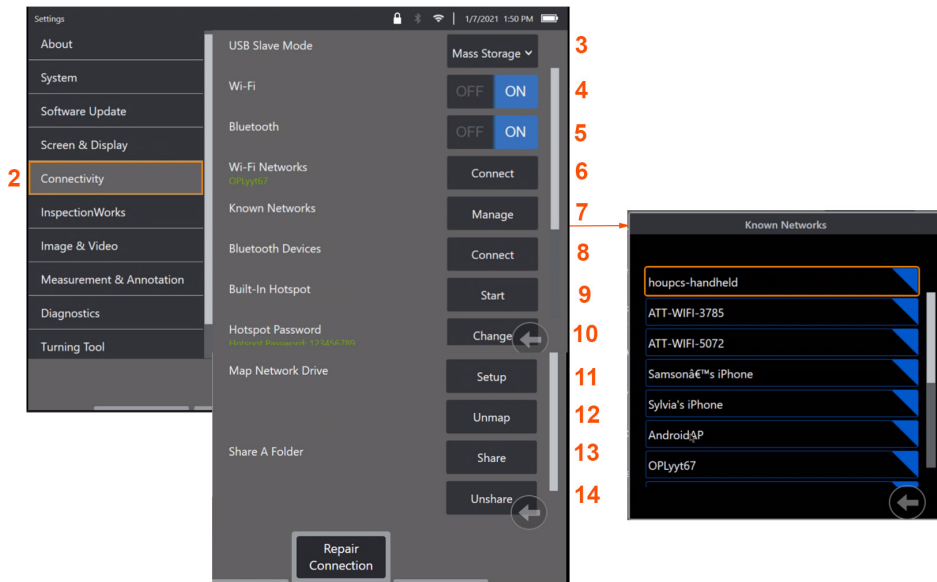 Settings
1/7/2021 1:50 PM
About
System
Software Update
Screen & Display
2
Connectivity
InspectionWorks
Image & Video
Measurement & Annotation
Diagnostics
Turning Tool
USB Slave Mode
Mass Storage
3
Wi-Fi
OFF ON
4
Bluetooth
OFF ON
5
Wi-Fi Networks
OPLyyt67
Connect
6
Known Networks
Manage
7
Bluetooth Devices
Connect
8
Built-In Hotspot
Start
9
Hotspot Password
Hotspot Password: 123456789
Change
10
Map Network Drive
Setup
11
Unmap
12
Share A Folder
Share
13
Unshare
14
Repair
Connection
Known Networks
houpcs-handheld
ATT-WIFI-3785
ATT-WIFI-5072
Samsonâ€™s iPhone
Sylvia's iPhone
AndroidAP
OPLyyt67